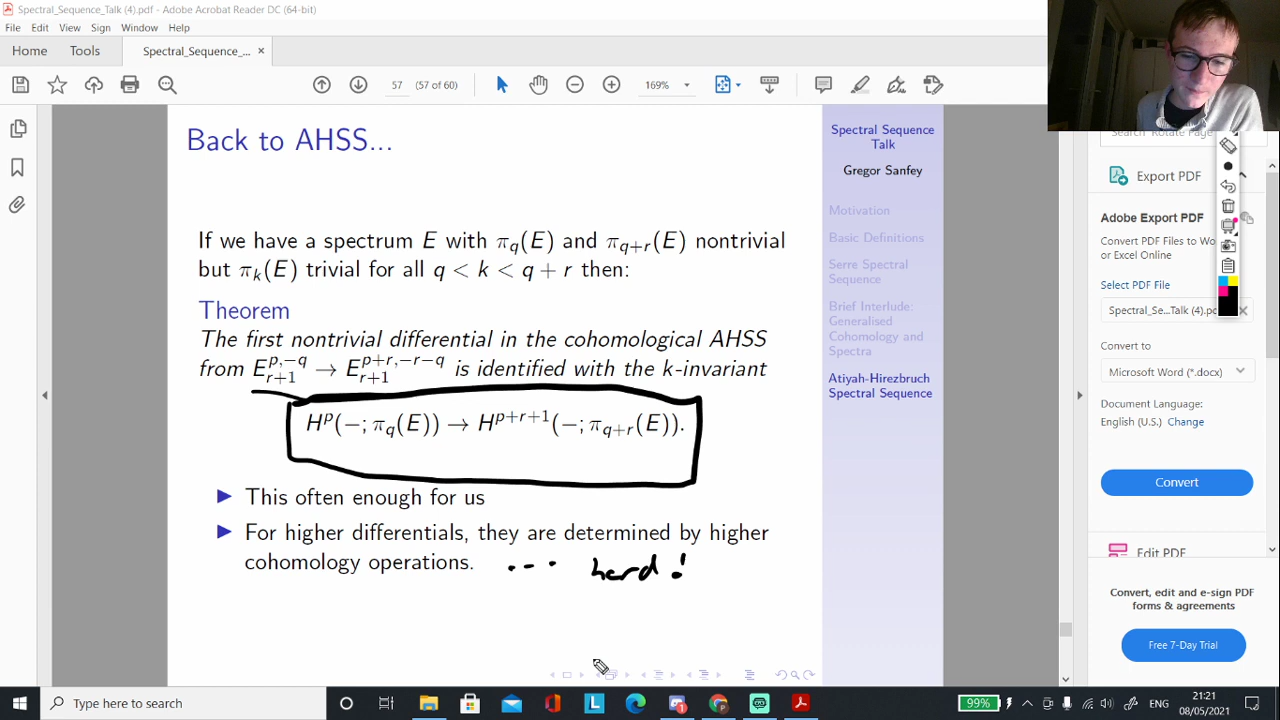 Spectral_Sequence_Talk (4).pdf - Adobe Acrobat Reader DC (64-bit)
File Edit View Sign Window Help
Home Tools Spectral_Sequence_... ×
57 (57 of 60) 169%
Back to AHSS...
If we have a spectrum E with π_q(E) and π_{q+r}(E) nontrivial
but π_k(E) trivial for all q < k < q + r then:
Theorem
The first nontrivial differential in the cohomological AHSS
from E_{r+1}^{p,−q} → E_{r+1}^{p+r,−r−q} is identified with the k-invariant
H^p(−; π_q(E)) → H^{p+r+1}(−; π_{q+r}(E)).
▶ This often enough for us
▶ For higher differentials, they are determined by higher
cohomology operations. ... hard!
Spectral Sequence
Talk
Gregor Sanfey
Motivation
Basic Definitions
Serre Spectral
Sequence
Brief Interlude:
Generalised
Cohomology and
Spectra
Atiyah-Hirezbruch
Spectral Sequence
Search 'Rotate Page'
Export PDF
Adobe Export PDF
Convert PDF Files to Wo
or Excel Online
Select PDF File
Spectral_Se...Talk (4).p
Convert to
Microsoft Word (*.docx)
Document Language:
English (U.S.) Change
Convert
Edit PDF
Convert, edit and e-sign PDF
forms & agreements
Free 7-Day Trial
Type here to search
99% ENG
21:21
08/05/2021